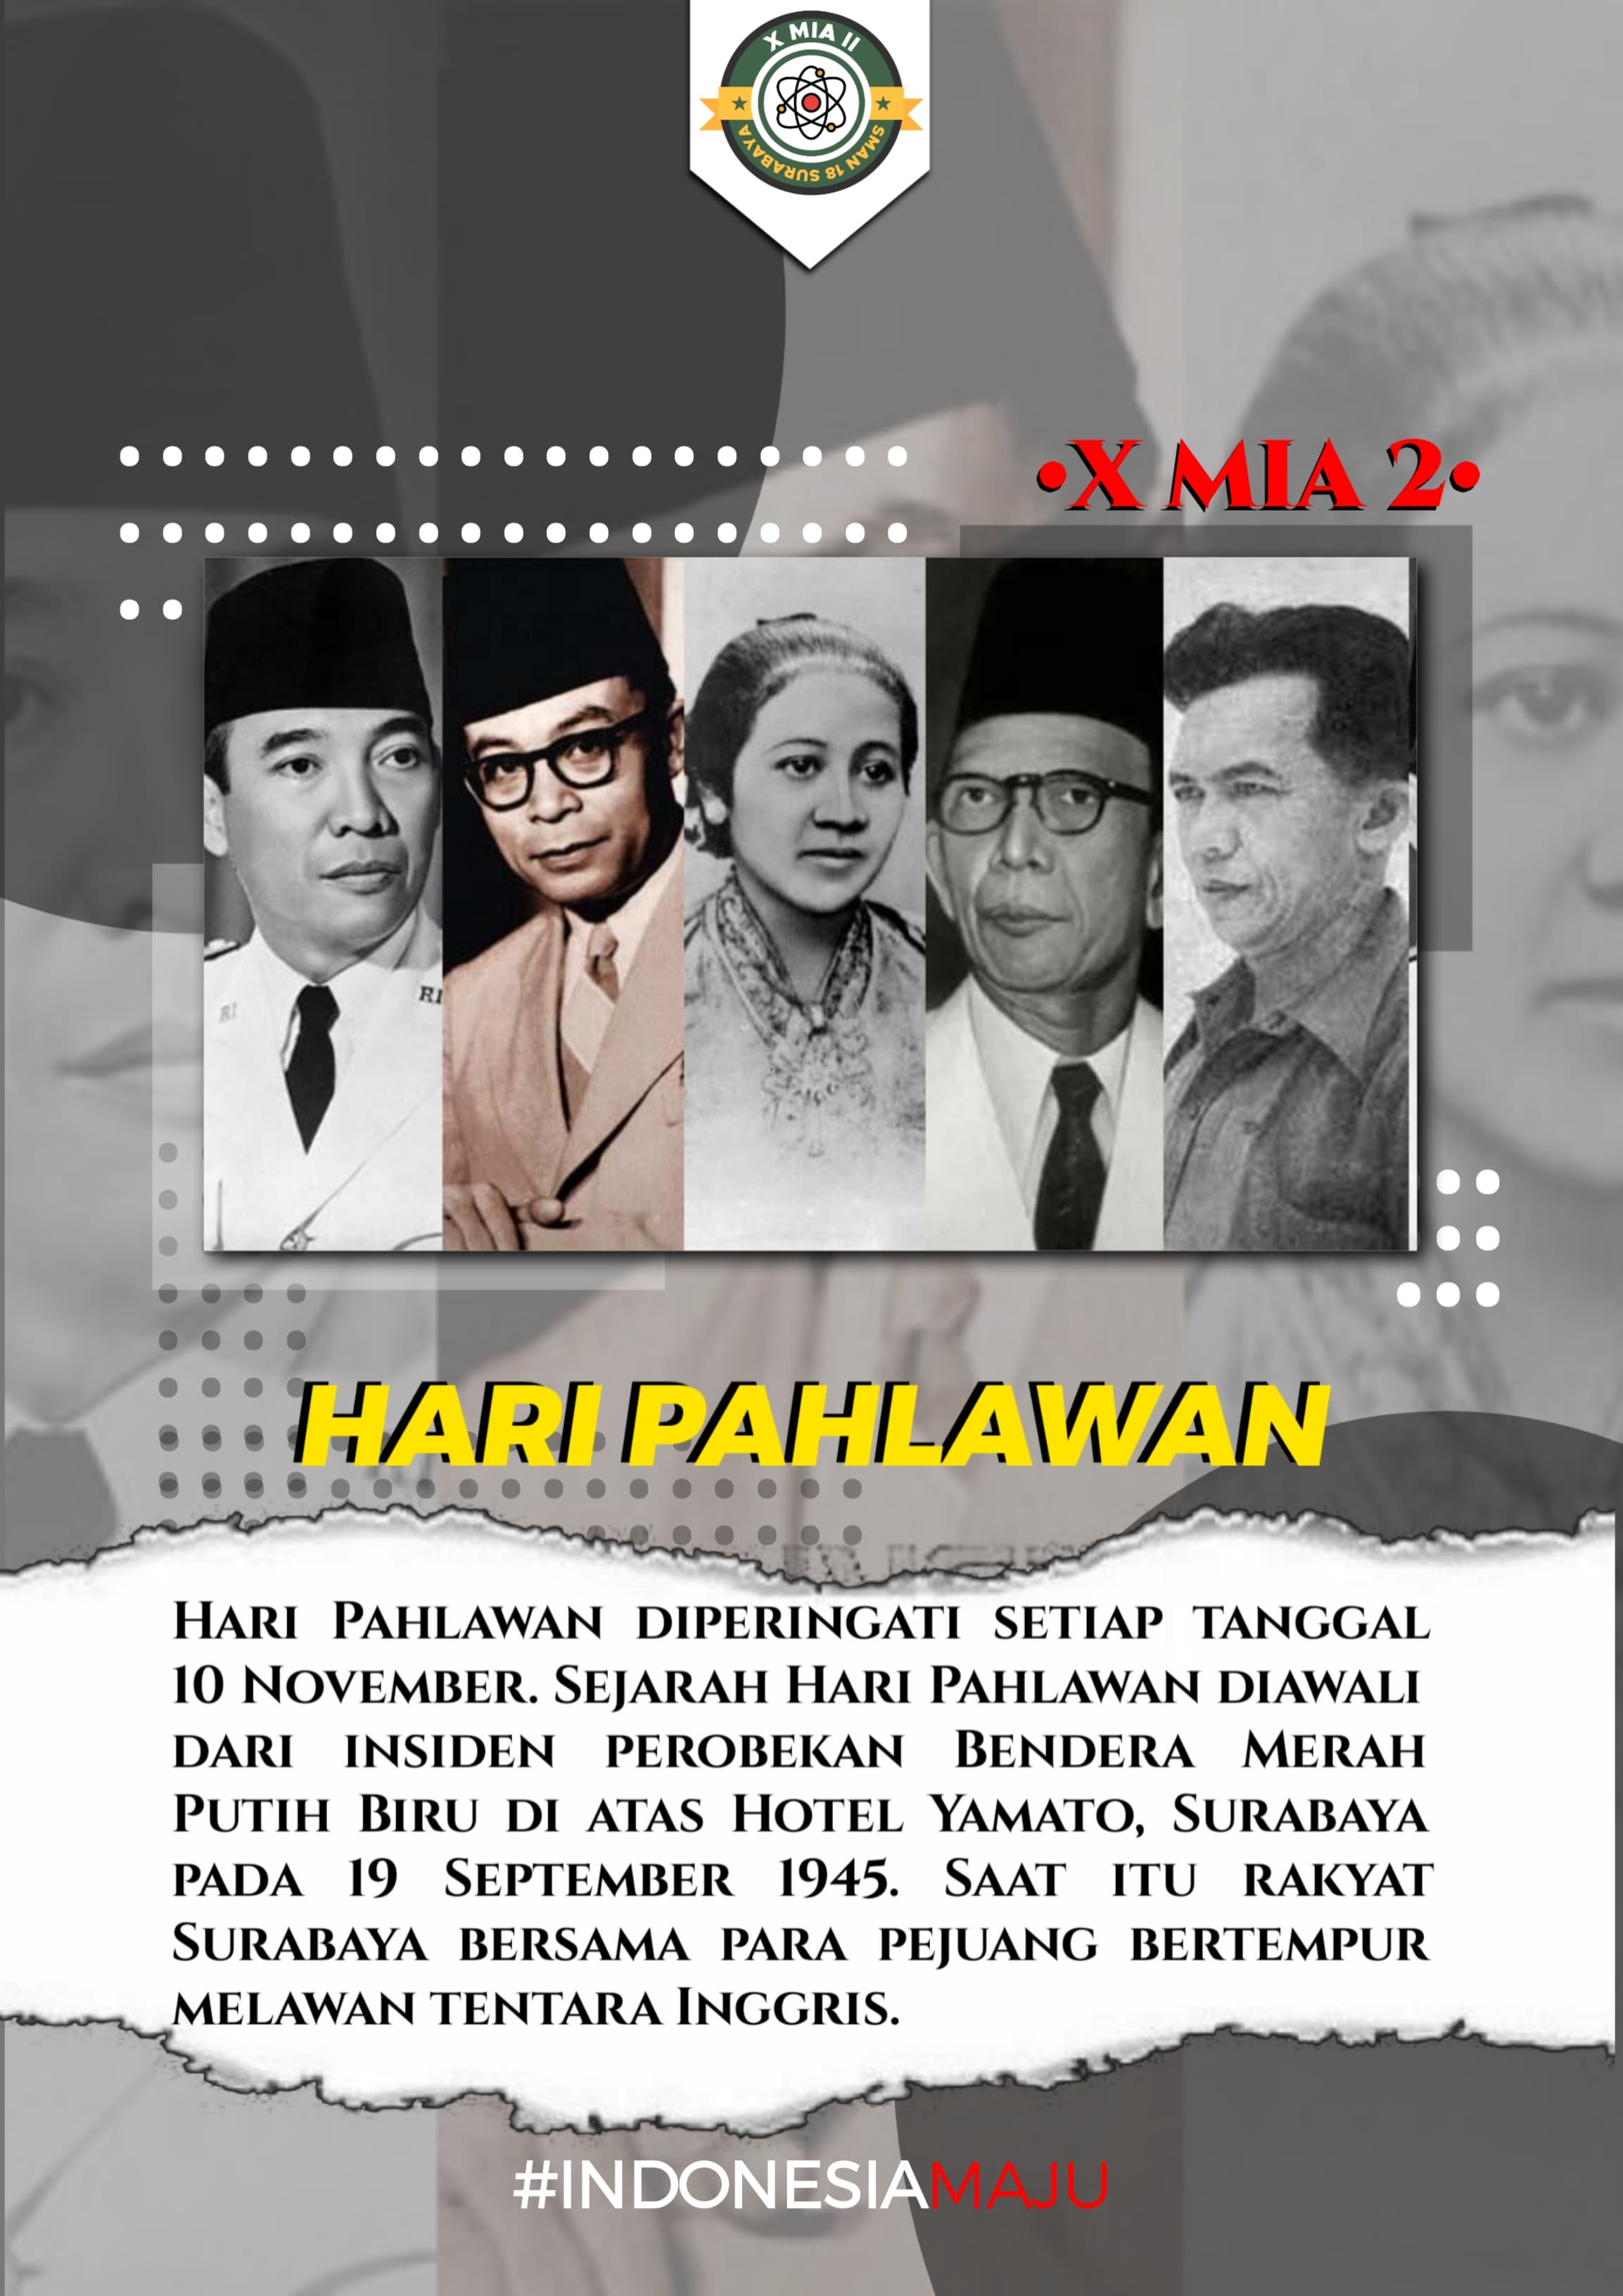 X MIA II
SMAN 18 SURABAYA
•X MIA 2•
RI
RI
HARI PAHLAWAN
Hari Pahlawan diperingati setiap tanggal
10 November. Sejarah Hari Pahlawan diawali
dari insiden perobekan Bendera Merah
Putih Biru di atas Hotel Yamato, Surabaya
pada 19 September 1945. Saat itu rakyat
Surabaya bersama para pejuang bertempur
melawan tentara Inggris.
#INDONESIAMAJU